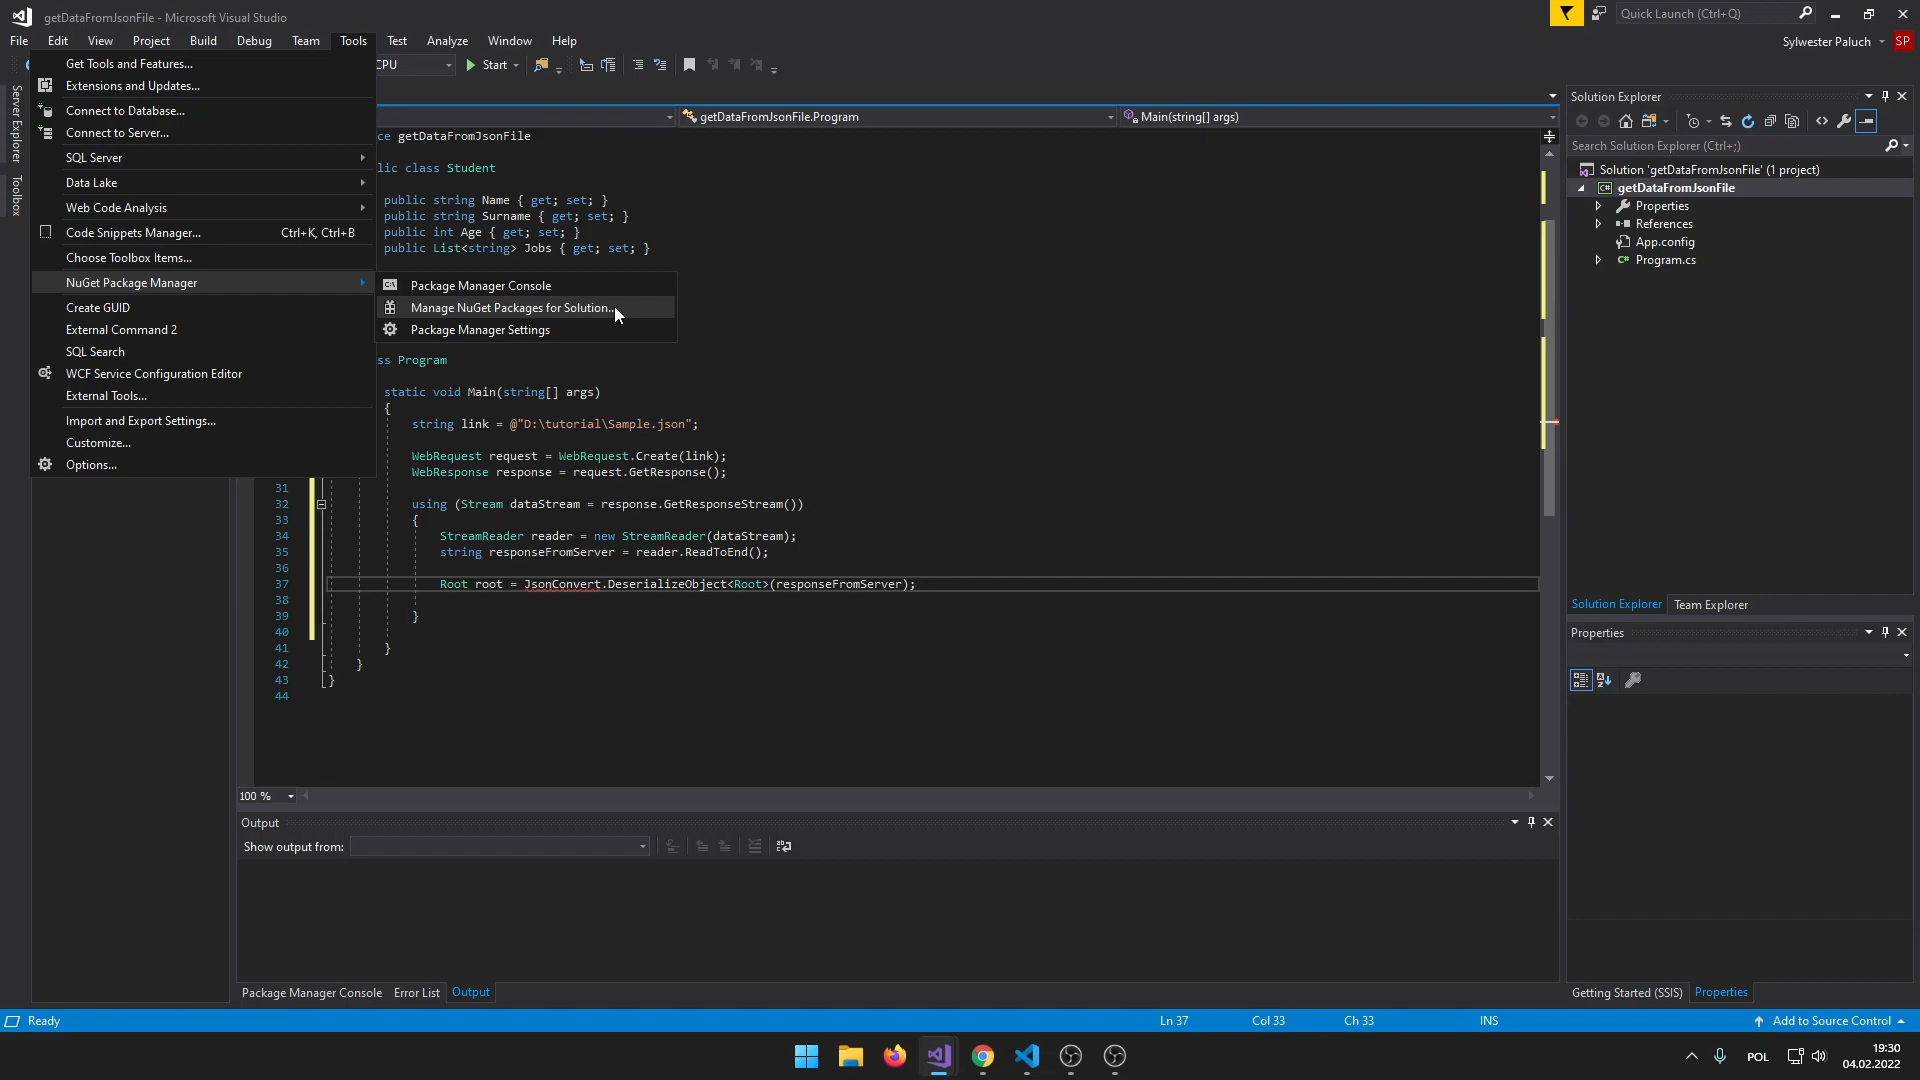 getDataFromJsonFile - Microsoft Visual Studio
Quick Launch (Ctrl+Q)
File Edit View Project Build Debug Team Tools Test Analyze Window Help
Sylwester Paluch SP
CPU Start
Get Tools and Features...
Extensions and Updates...
Connect to Database...
Connect to Server...
SQL Server
Data Lake
Web Code Analysis
Code Snippets Manager... Ctrl+K, Ctrl+B
Choose Toolbox Items...
NuGet Package Manager
Create GUID
External Command 2
SQL Search
WCF Service Configuration Editor
External Tools...
Import and Export Settings...
Customize...
Options...
Server Explorer
Toolbox
Package Manager Console
Manage NuGet Packages for Solution...
Package Manager Settings
getDataFromJsonFile.Program
Main(string[] args)
ce getDataFromJsonFile
lic class Student
public string Name { get; set; }
public string Surname { get; set; }
public int Age { get; set; }
public List<string> Jobs { get; set; }
ss Program
static void Main(string[] args)
{
string link = @"D:\tutorial\Sample.json";
WebRequest request = WebRequest.Create(link);
WebResponse response = request.GetResponse();
31
32 using (Stream dataStream = response.GetResponseStream())
33 {
34 StreamReader reader = new StreamReader(dataStream);
35 string responseFromServer = reader.ReadToEnd();
36
37 Root root = JsonConvert.DeserializeObject<Root>(responseFromServer);
38
39 }
40
41 }
42 }
43 }
44
100 %
Output
Show output from:
Package Manager Console Error List Output
Solution Explorer
Search Solution Explorer (Ctrl+;)
Solution 'getDataFromJsonFile' (1 project)
C# getDataFromJsonFile
Properties
References
App.config
C# Program.cs
Solution Explorer Team Explorer
Properties
Getting Started (SSIS) Properties
Ready Ln 37 Col 33 Ch 33 INS Add to Source Control
POL
19:30
04.02.2022